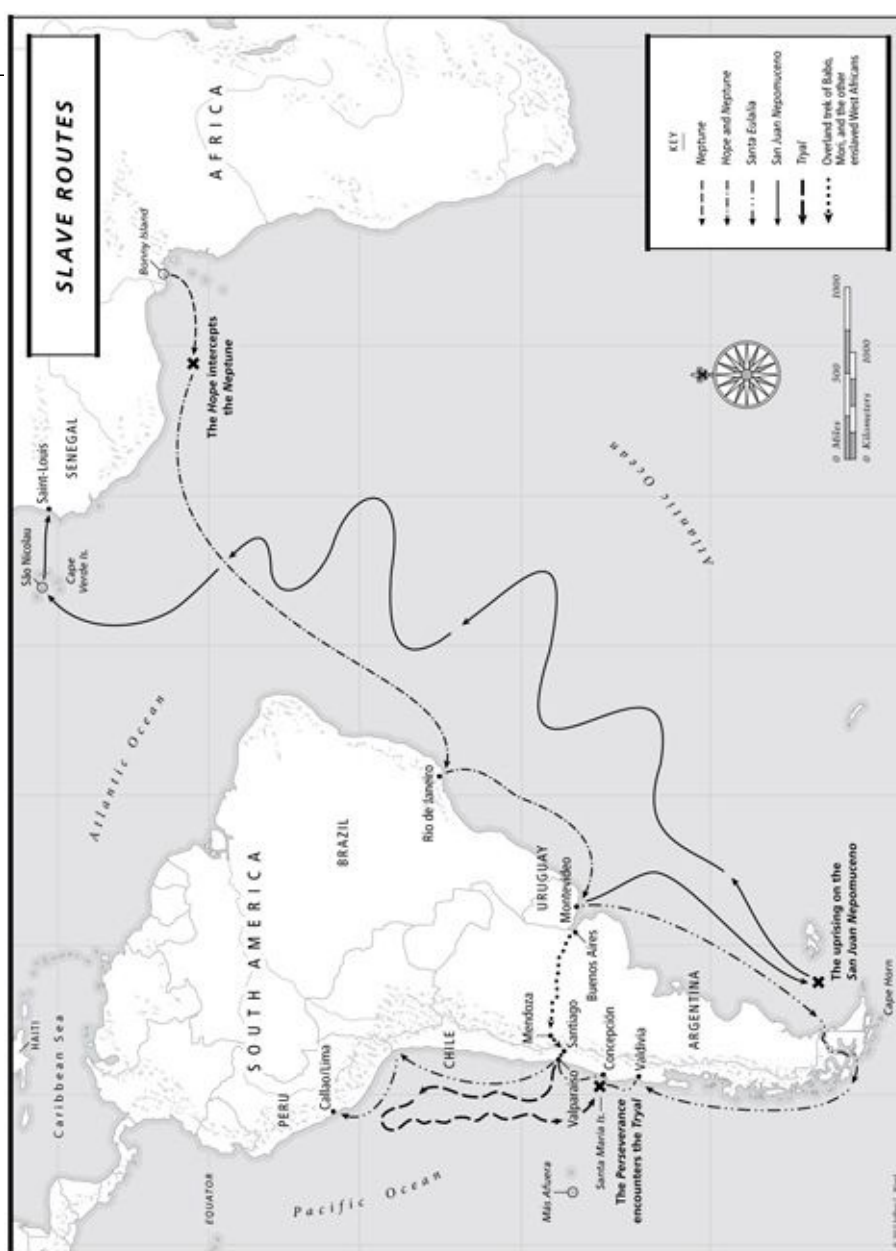 SLAVE ROUTES
AFRICA
Bonny Island
The Hope intercepts
the Neptune
SENEGAL
Saint-Louis
São Nicolau
Cape
Verde Is.
Atlantic Ocean
Atlantic Ocean
KEY
Neptune
Hope and Neptune
Santa Eulalia
San Juan Nepomuceno
Tryal
Overland trek of Babo,
Mori, and the other
enslaved West Africans
0 Miles 500 1000
0 Kilometers 1000
HAITI
Caribbean Sea
SOUTH AMERICA
BRAZIL
Rio de Janeiro
URUGUAY
Montevideo
Buenos Aires
PERU
Callao/Lima
CHILE
Mendoza
Santiago
Valparaíso
Concepción
Valdivia
ARGENTINA
EQUATOR
Pacific Ocean
Más Afuera
Santa María Is.
The Perseverance
encounters the Tryal
The uprising on the
San Juan Nepomuceno
Cape Horn